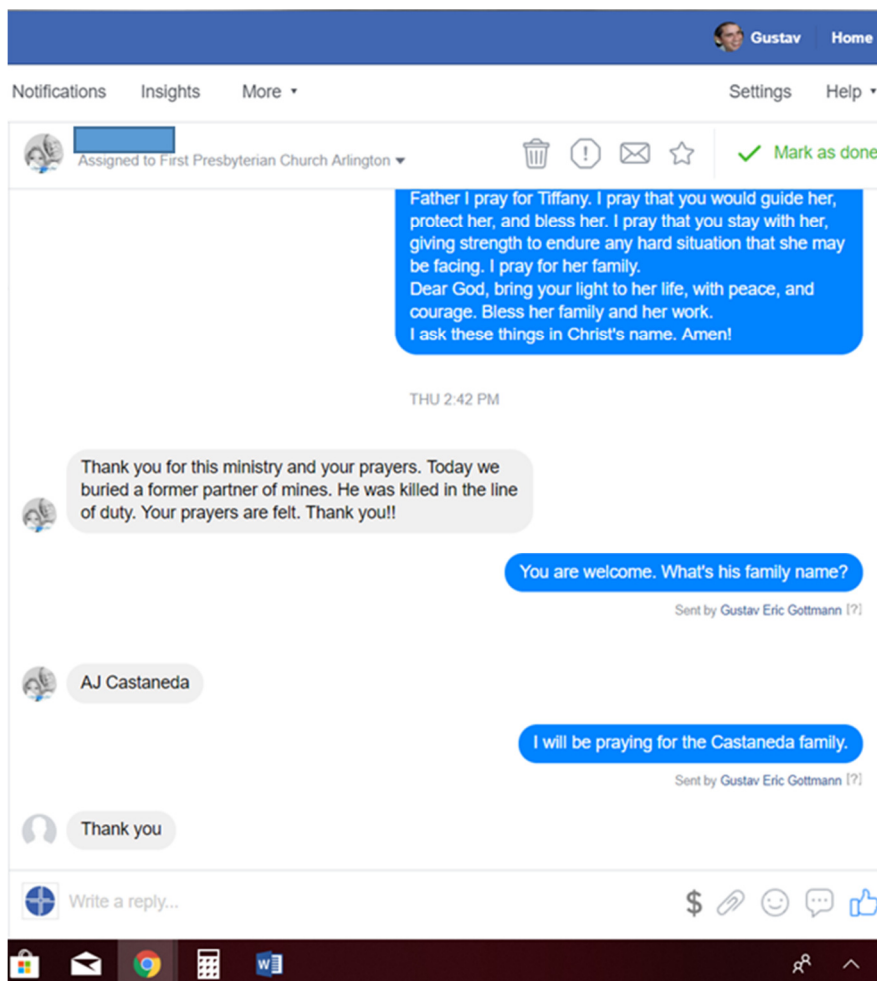 Gustav Home
Notifications Insights More
Settings Help
Assigned to First Presbyterian Church Arlington
Mark as done
Father I pray for Tiffany. I pray that you would guide her,
protect her, and bless her. I pray that you stay with her,
giving strength to endure any hard situation that she may
be facing. I pray for her family.
Dear God, bring your light to her life, with peace, and
courage. Bless her family and her work.
I ask these things in Christ's name. Amen!
THU 2:42 PM
Thank you for this ministry and your prayers. Today we
buried a former partner of mines. He was killed in the line
of duty. Your prayers are felt. Thank you!!
You are welcome. What's his family name?
Sent by Gustav Eric Gottmann [?]
AJ Castaneda
I will be praying for the Castaneda family.
Sent by Gustav Eric Gottmann [?]
Thank you
Write a reply...
$